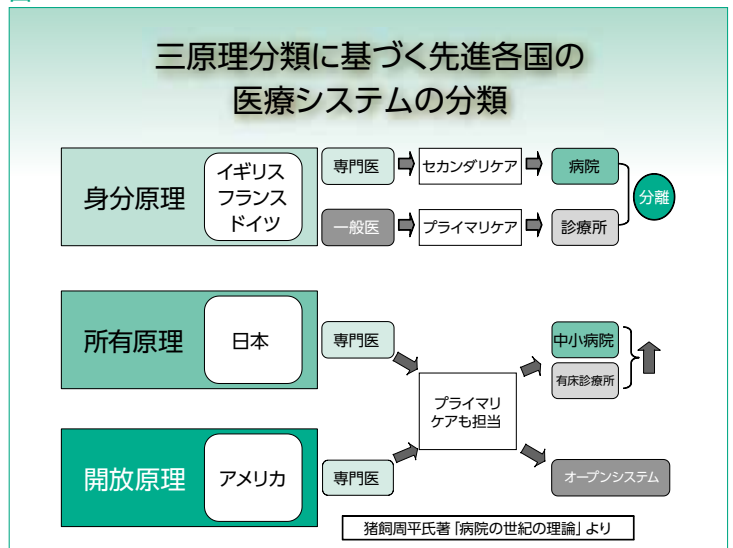 三原理分類に基づく先進各国の
医療システムの分類
身分原理
イギリス
フランス
ドイツ
専門医
セカンダリケア
病院
一般医
プライマリケア
診療所
分離
所有原理
日本
専門医
中小病院
有床診療所
プライマリ
ケアも担当
開放原理
アメリカ
専門医
オープンシステム
猪飼周平氏著「病院の世紀の理論」より